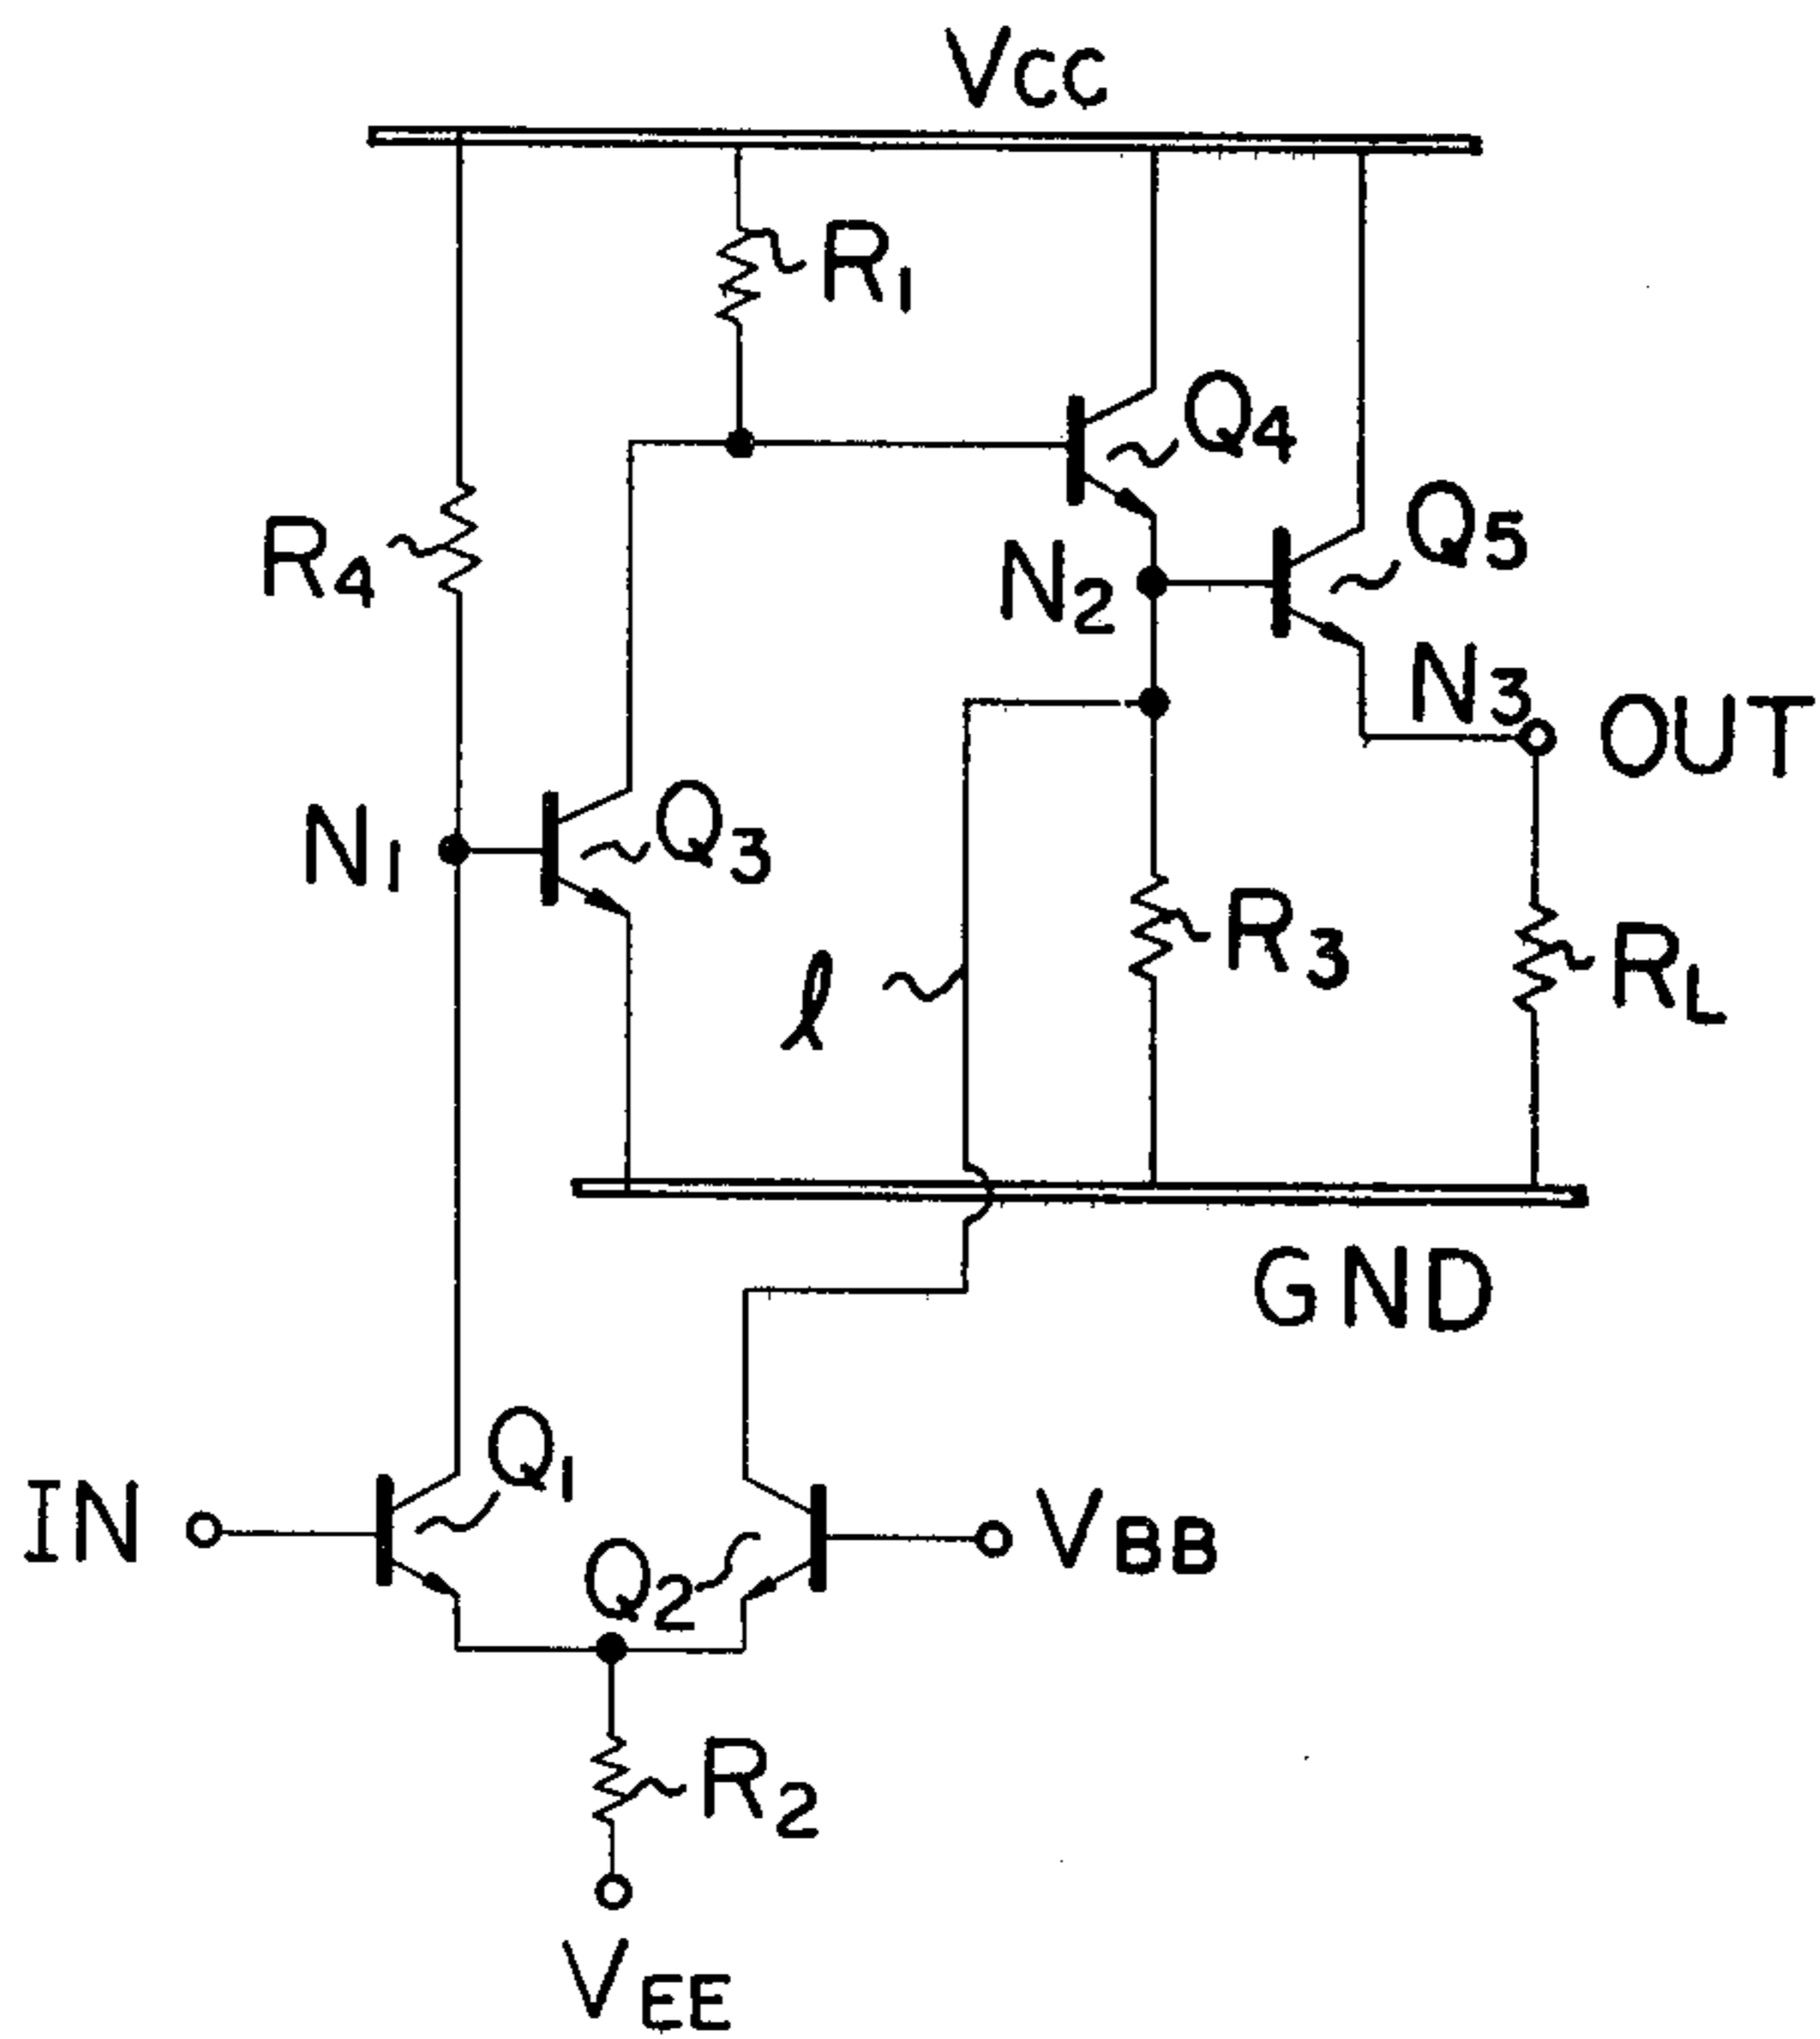 VCC
R1
Q4
Q5
R4
N2
N3
OUT
N1
Q3
R3
RL
ℓ
GND
Q1
IN
Q2
VBB
R2
VEE